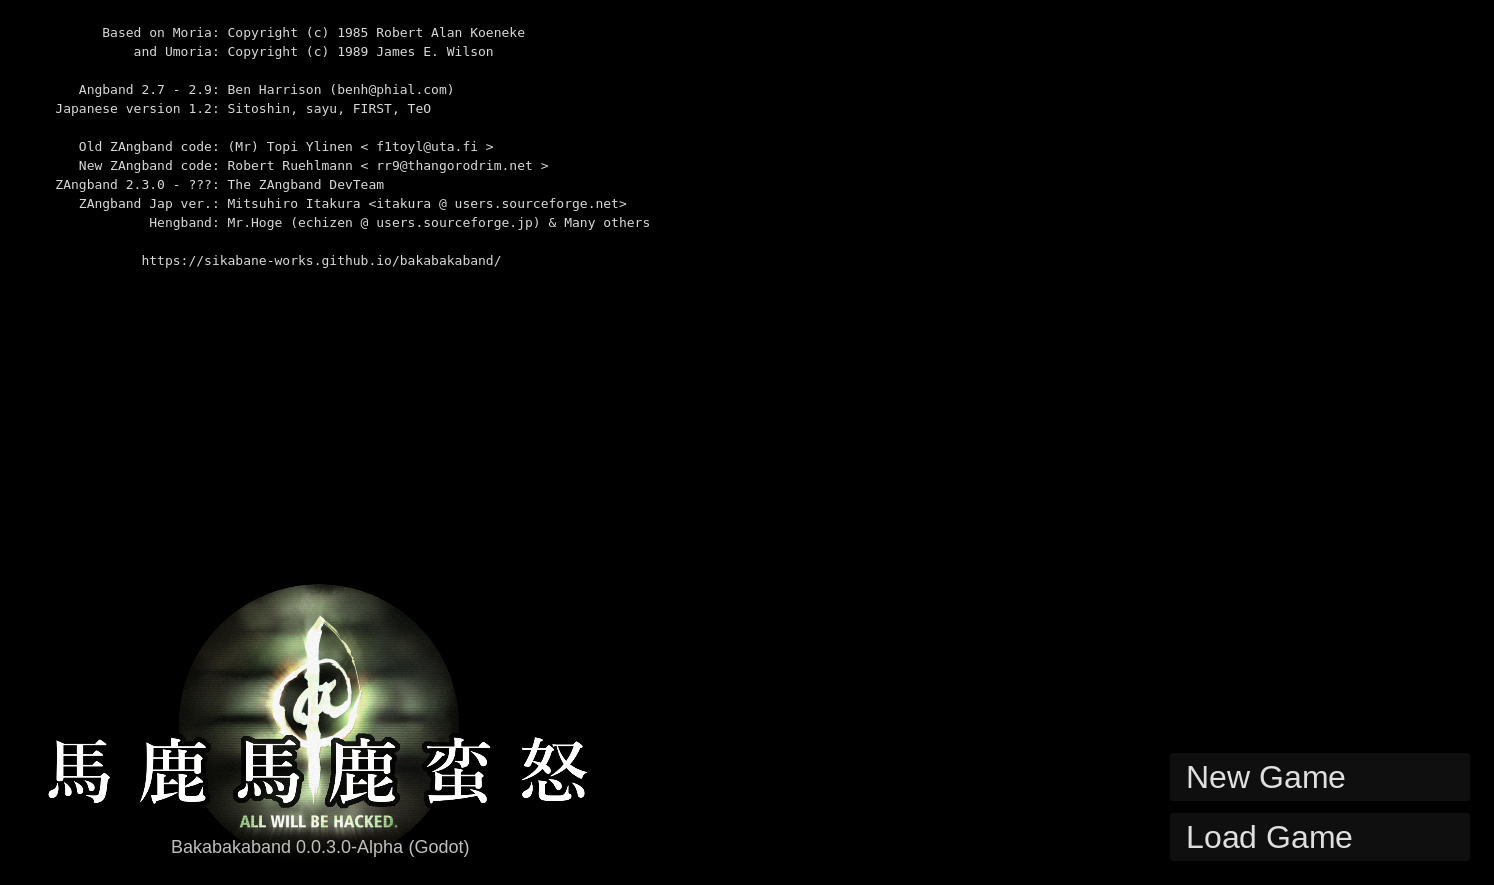 Based on Moria: Copyright (c) 1985 Robert Alan Koeneke
and Umoria: Copyright (c) 1989 James E. Wilson
Angband 2.7 - 2.9: Ben Harrison (benh@phial.com)
Japanese version 1.2: Sitoshin, sayu, FIRST, TeO
Old ZAngband code: (Mr) Topi Ylinen < f1toyl@uta.fi >
New ZAngband code: Robert Ruehlmann < rr9@thangorodrim.net >
ZAngband 2.3.0 - ???: The ZAngband DevTeam
ZAngband Jap ver.: Mitsuhiro Itakura <itakura @ users.sourceforge.net>
Hengband: Mr.Hoge (echizen @ users.sourceforge.jp) & Many others
https://sikabane-works.github.io/bakabakaband/
@
馬鹿馬鹿蛮怒
ALL WILL BE HACKED.
Bakabakaband 0.0.3.0-Alpha (Godot)
New Game
Load Game